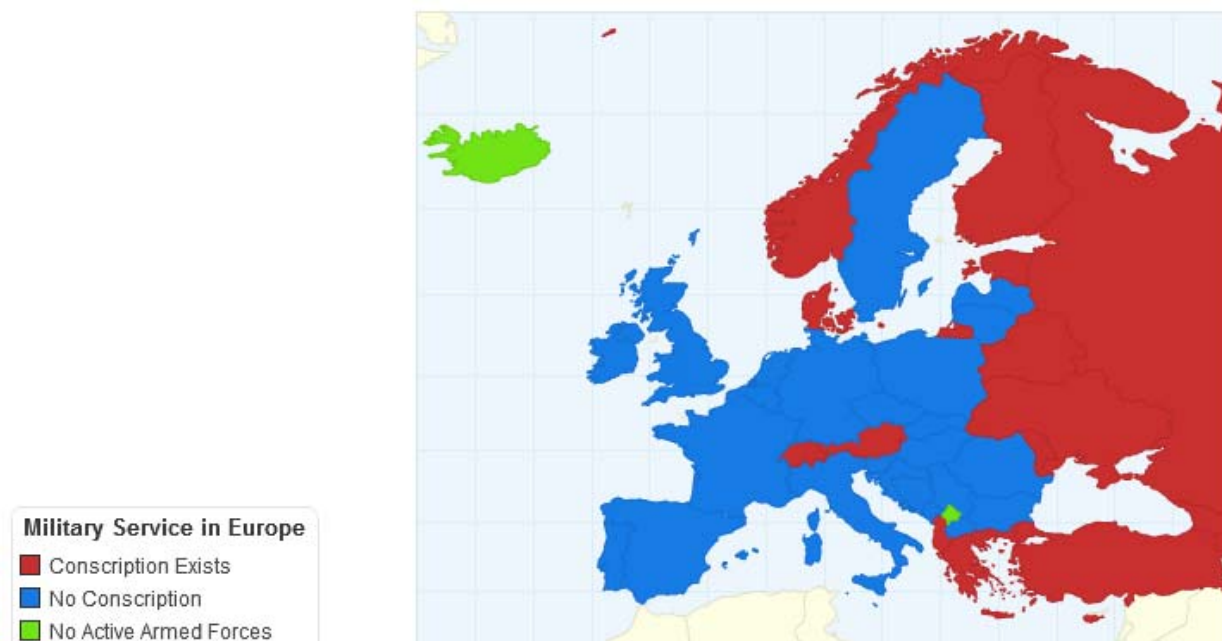 Military Service in Europe
Conscription Exists
No Conscription
No Active Armed Forces